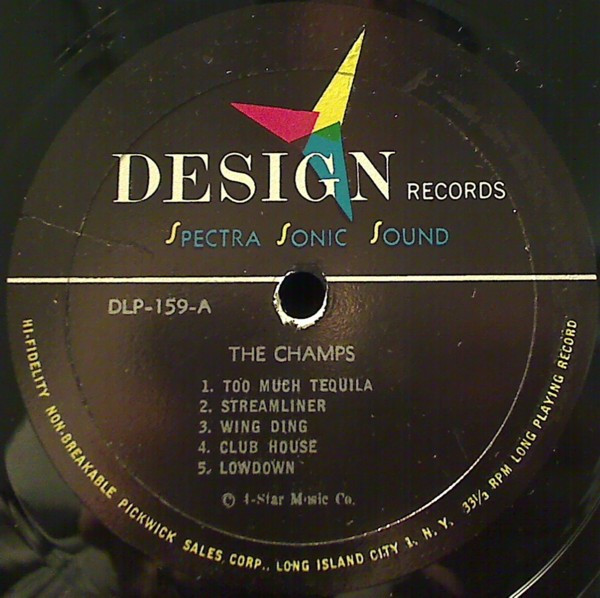 DESIGN RECORDS
SPECTRA SONIC SOUND
DLP-159-A
THE CHAMPS
1. TOO MUCH TEQUILA
2. STREAMLINER
3. WING DING
4. CLUB HOUSE
5. LOWDOWN
© 4-Star Music Co.
HI-FIDELITY NON-BREAKABLE PICKWICK SALES CORP., LONG ISLAND CITY 1, N. Y. 33⅓ RPM LONG PLAYING RECORD